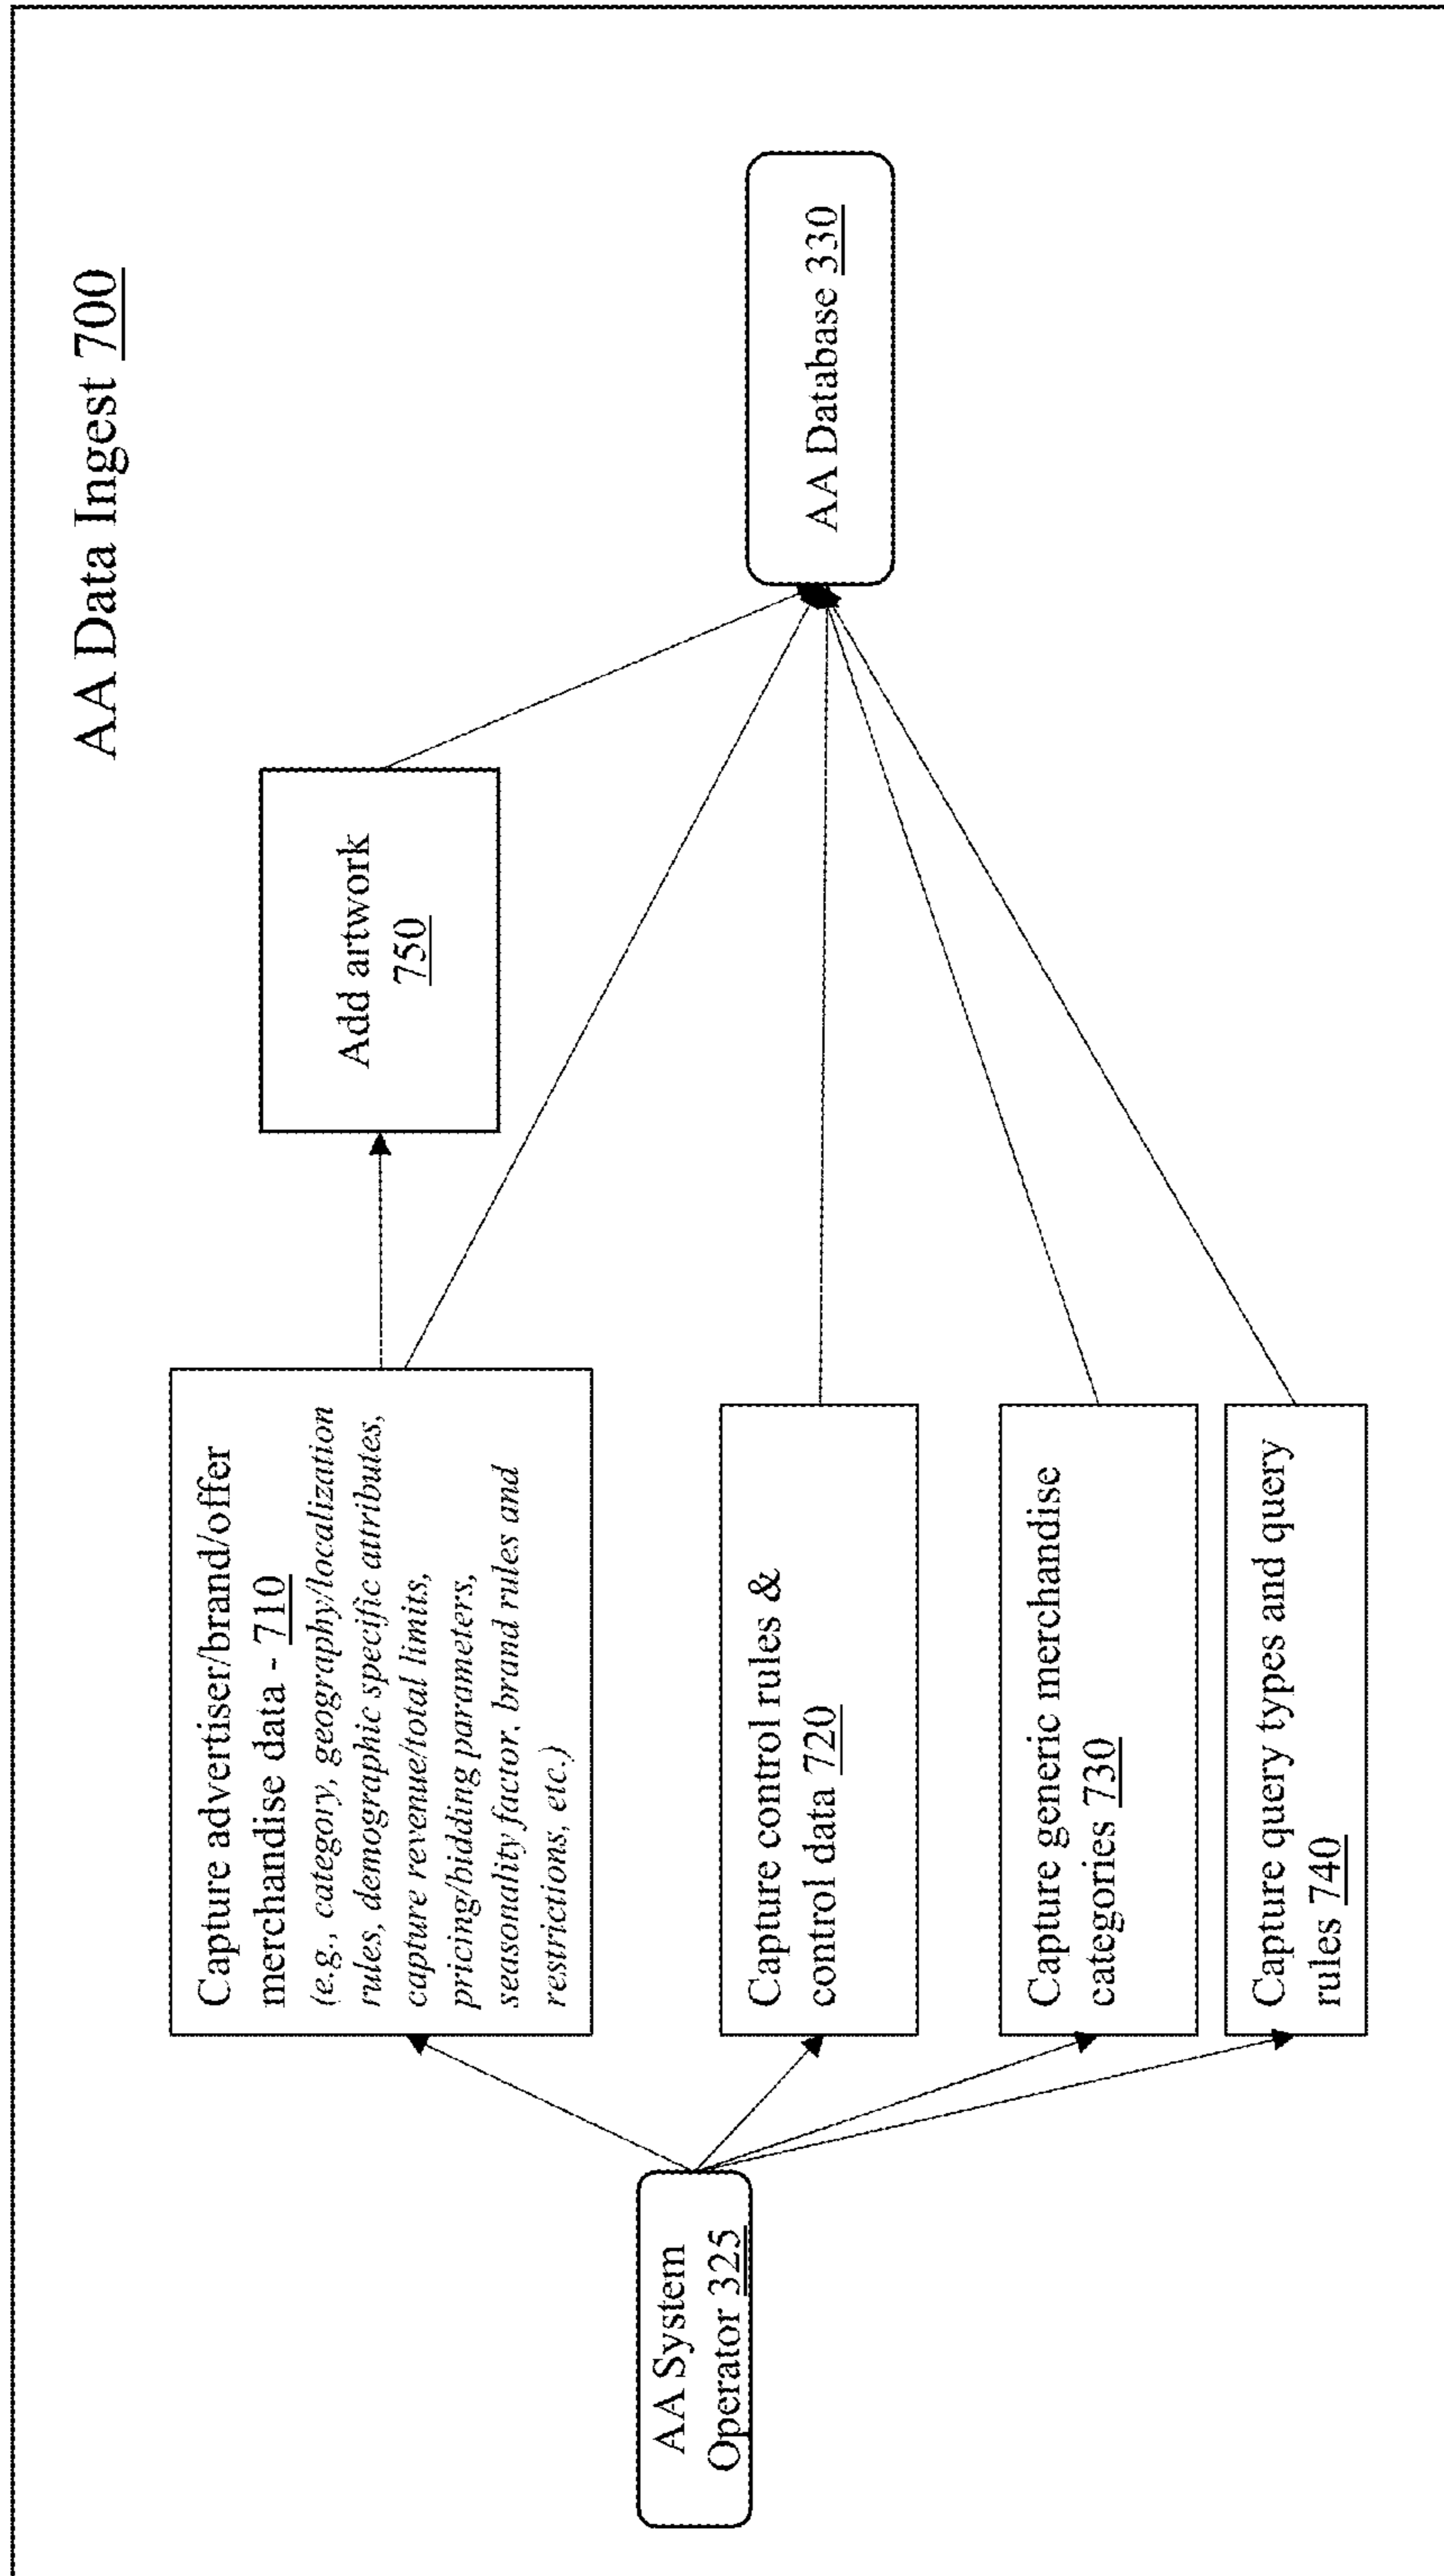 AA Data Ingest 700
Capture advertiser/brand/offer
merchandise data - 710
(e.g., category, geography/localization
rules, demographic specific attributes,
capture revenue/total limits,
pricing/bidding parameters,
seasonality factor, brand rules and
restrictions, etc.)
Add artwork
750
AA System
Operator 325
Capture control rules &
control data 720
AA Database 330
Capture generic merchandise
categories 730
Capture query types and query
rules 740